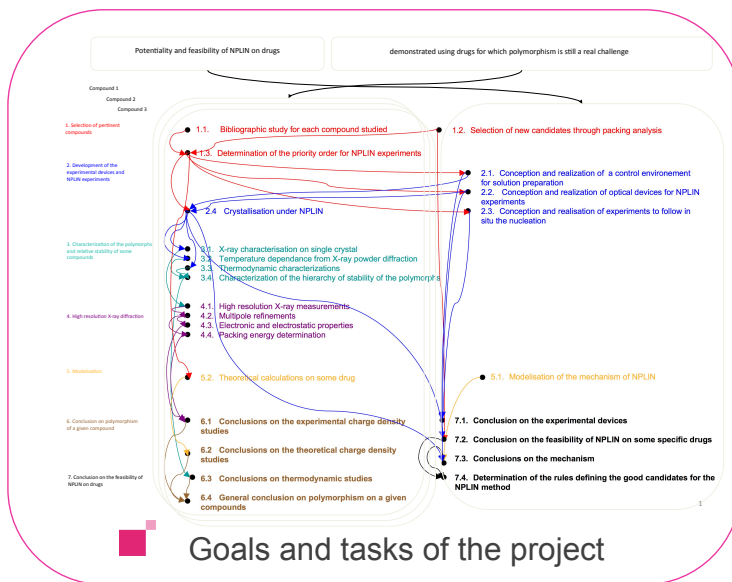 Potentiality and feasibility of NPLIN on drugs
demonstrated using drugs for which polymorphism is still a real challenge
Compound 1
Compound 2
Compound 3
1. Selection of pertinent
compounds
1.1. Bibliographic study for each compound studied
1.2. Selection of new candidates through packing analysis
1.3. Determination of the priority order for NPLIN experiments
2. Development of the
experimental devices and
NPLIN experiments
2.1. Conception and realization of a control environement
for solution preparation
2.2. Conception and realization of optical devices for NPLIN
experiments
2.3. Conception and realisation of experiments to follow in
situ the nucleation
2.4 Crystallisation under NPLIN
3. Characterization of the polymorphs
and relative stability of some
compounds
3.1. X-ray characterisation on single crystal
3.2. Temperature dependance from X-ray powder diffraction
3.3. Thermodynamic characterizations
3.4. Characterization of the hierarchy of stability of the polymorphs
4. High resolution X-ray diffraction
4.1. High resolution X-ray measurements
4.2. Multipole refinements
4.3. Electronic and electrostatic properties
4.4. Packing energy determination
5. Modelisation
5.2. Theoretical calculations on some drug
5.1. Modelisation of the mechanism of NPLIN
6. Conclusion on polymorphism
of a given compound
6.1 Conclusions on the experimental charge density
studies
6.2 Conclusions on the theoretical charge density
studies
6.3 Conclusions on thermodynamic studies
6.4 General conclusion on polymorphism on a given
compounds
7. Conclusion on the feasibility of
NPLIN on drugs
7.1. Conclusion on the experimental devices
7.2. Conclusion on the feasibility of NPLIN on some specific drugs
7.3. Conclusions on the mechanism
7.4. Determination of the rules defining the good candidates for the
NPLIN method
1
Goals and tasks of the project